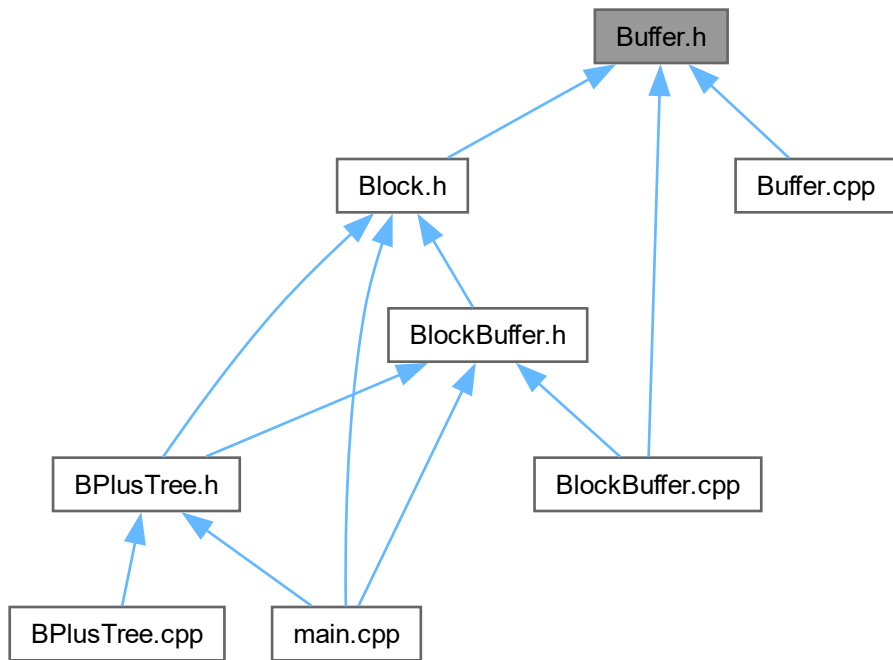 Buffer.h
Block.h
Buffer.cpp
BlockBuffer.h
BPlusTree.h
BlockBuffer.cpp
BPlusTree.cpp
main.cpp